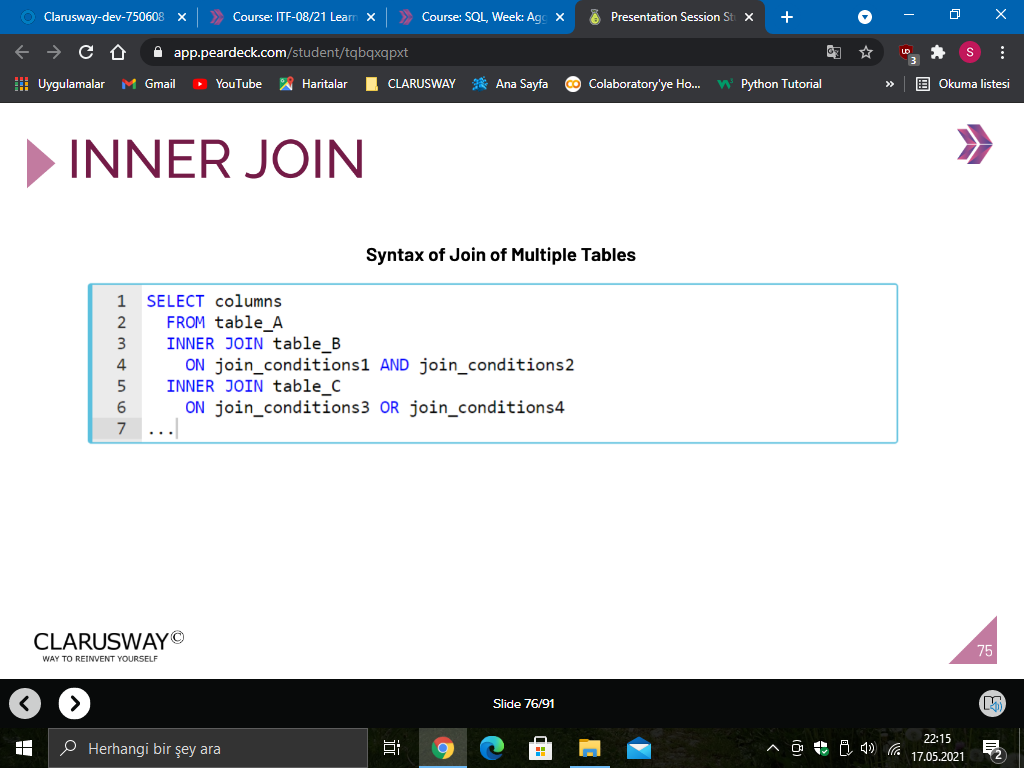 Clarusway-dev-750608
Course: ITF-08/21 Learn
Course: SQL, Week: Agg
Presentation Session St
app.peardeck.com/student/tqbqxqpxt
3
S
Uygulamalar
Gmail
YouTube
Haritalar
CLARUSWAY
Ana Sayfa
Colaboratory'ye Ho...
Python Tutorial
»
Okuma listesi
INNER JOIN
Syntax of Join of Multiple Tables
1 SELECT columns
2 FROM table_A
3 INNER JOIN table_B
4 ON join_conditions1 AND join_conditions2
5 INNER JOIN table_C
6 ON join_conditions3 OR join_conditions4
7 ...
CLARUSWAY©
WAY TO REINVENT YOURSELF
75
Slide 76/91
Herhangi bir şey ara
22:15
17.05.2021
2